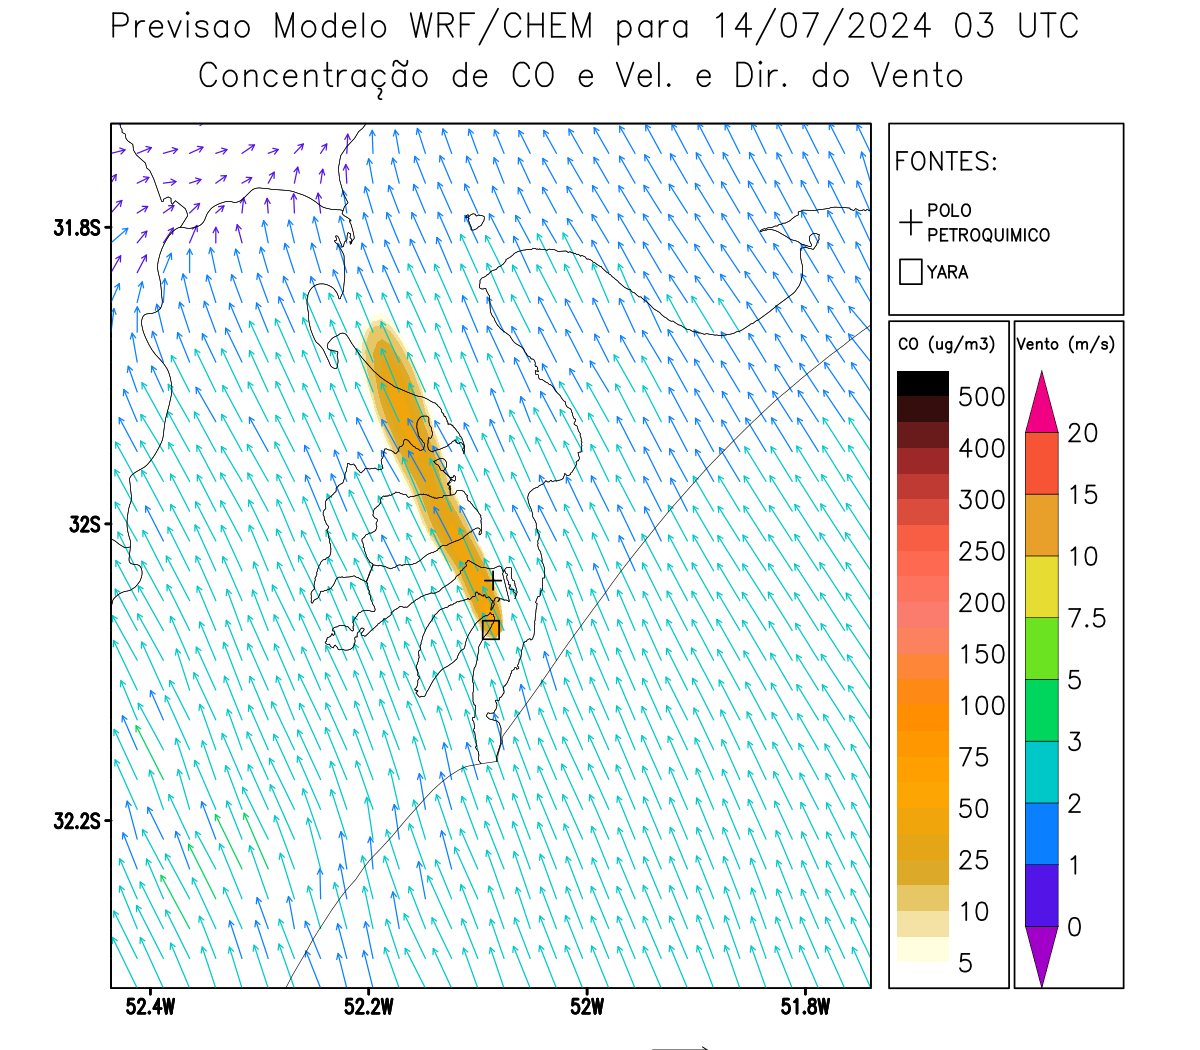 Previsao Modelo WRF/CHEM para 14/07/2024 03 UTC
Concentração de CO e Vel. e Dir. do Vento
FONTES:
POLO
PETROQUIMICO
YARA
CO (ug/m3)
500
400
300
250
200
150
100
75
50
25
10
5
Vento (m/s)
20
15
10
7.5
5
3
2
1
0
31.8S
32S
32.2S
52.4W
52.2W
52W
51.8W